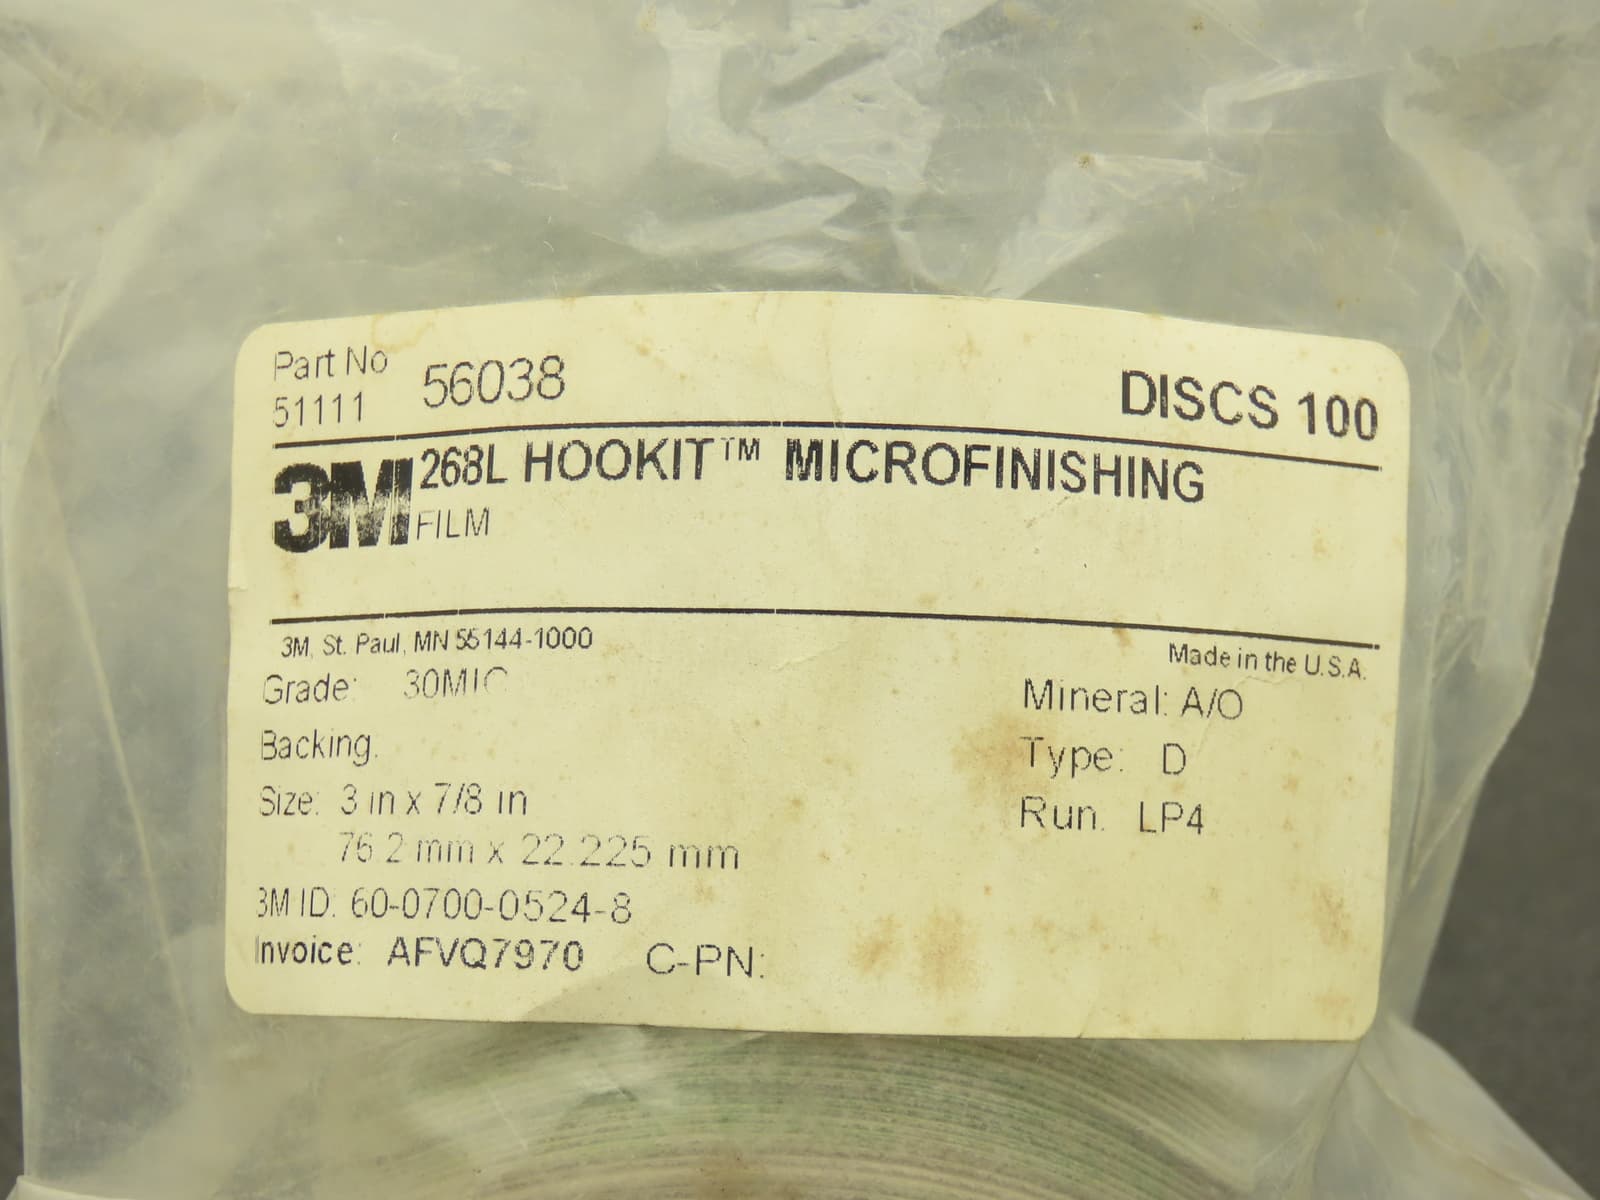 Part No
51111 56038
DISCS 100
3M 268L HOOKIT™ MICROFINISHING
FILM
3M, St. Paul, MN 55144-1000
Made in the U.S.A.
Grade: 30MIC
Mineral: A/O
Backing:
Type: D
Size: 3 in x 7/8 in
Run: LP4
76.2 mm x 22.225 mm
3M ID: 60-0700-0524-8
Invoice: AFVQ7970 C-PN: